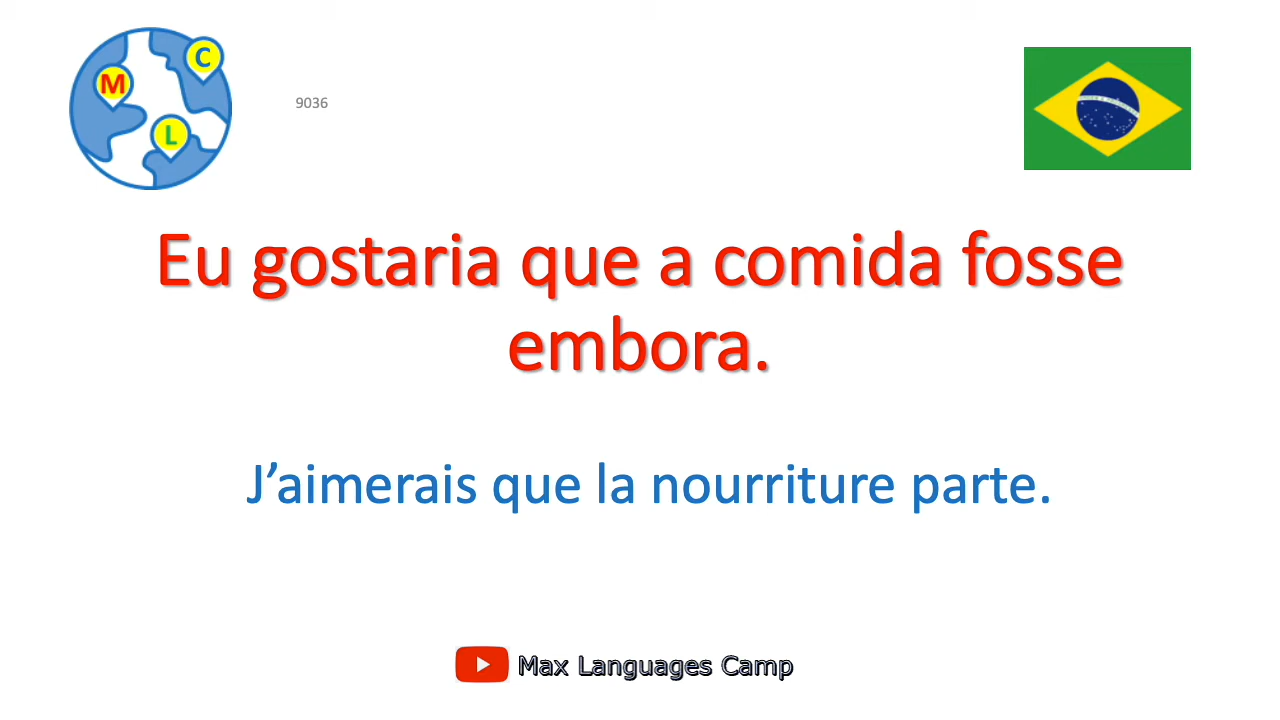 C
M
L
9036
Eu gostaria que a comida fosse
embora.
J’aimerais que la nourriture parte.
Max Languages Camp